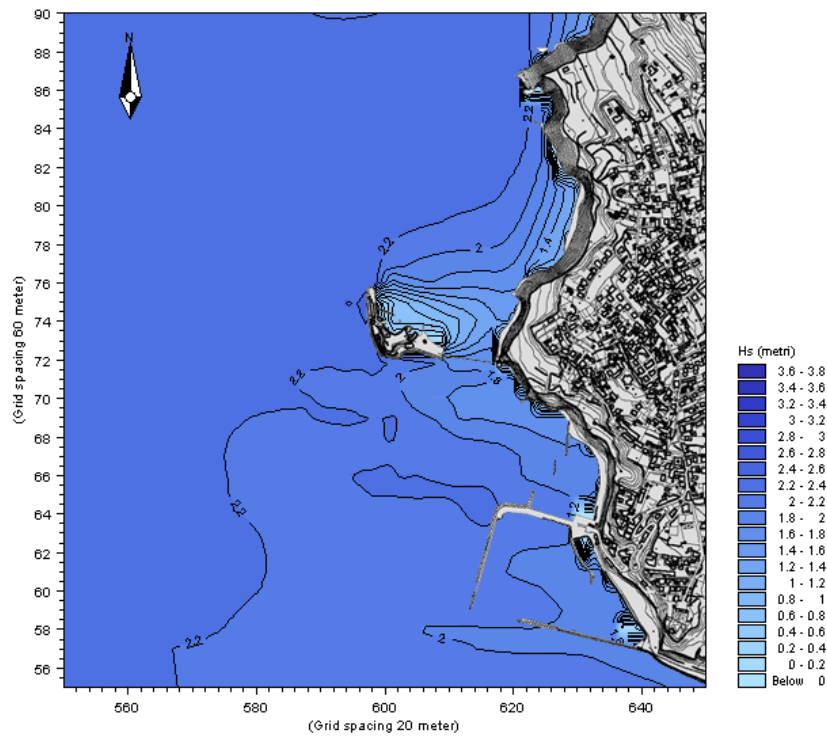 90
88
86
84
82
80
78
76
74
72
70
68
66
64
62
60
58
56
(Grid spacing 60 meter)
N
2.2
2.2
2
1.4
2.2
2
1.8
1.2
2.2
2.2
2
560
580
600
620
640
(Grid spacing 20 meter)
Hs (metri)
3.6 - 3.8
3.4 - 3.6
3.2 - 3.4
3 - 3.2
2.8 - 3
2.6 - 2.8
2.4 - 2.6
2.2 - 2.4
2 - 2.2
1.8 - 2
1.6 - 1.8
1.4 - 1.6
1.2 - 1.4
1 - 1.2
0.8 - 1
0.6 - 0.8
0.4 - 0.6
0.2 - 0.4
0 - 0.2
Below 0